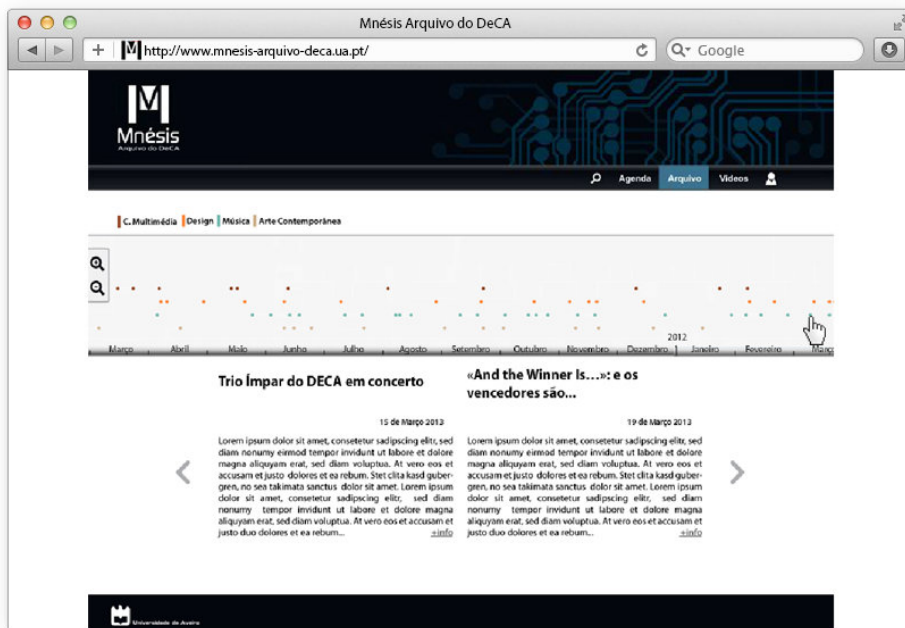 Mnésis Arquivo do DeCA
http://www.mnesis-arquivo-deca.ua.pt/
Google
Mnésis
Arquivo do DeCA
Agenda Arquivo Vídeos
C. Multimédia Design Música Arte Contemporânea
2012
Março Abril Maio Junho Julho Agosto Setembro Outubro Novembro Dezembro Janeiro Fevereiro Março
Trio Ímpar do DECA em concerto
15 de Março 2013
Lorem ipsum dolor sit amet, consetetur sadipscing elitr, sed
diam nonumy eirmod tempor invidunt ut labore et dolore
magna aliquyam erat, sed diam voluptua. At vero eos et
accusam et justo dolores et ea rebum. Stet clita kasd guber-
gren, no sea takimata sanctus dolor sit amet. Lorem ipsum
dolor sit amet, consetetur sadipscing elitr, sed diam
nonumy tempor invidunt ut labore et dolore magna
aliquyam erat, sed diam voluptua. At vero eos et accusam et
justo duo dolores et ea rebum... +info
«And the Winner Is…»: e os
vencedores são...
19 de Março 2013
Lorem ipsum dolor sit amet, consetetur sadipscing elitr, sed
diam nonumy eirmod tempor invidunt ut labore et dolore
magna aliquyam erat, sed diam voluptua. At vero eos et
accusam et justo dolores et ea rebum. Stet clita kasd guber-
gren, no sea takimata sanctus dolor sit amet. Lorem ipsum
dolor sit amet, consetetur sadipscing elitr, sed diam
nonumy tempor invidunt ut labore et dolore magna
aliquyam erat, sed diam voluptua. At vero eos et accusam et
justo duo dolores et ea rebum... +info
Universidade de Aveiro